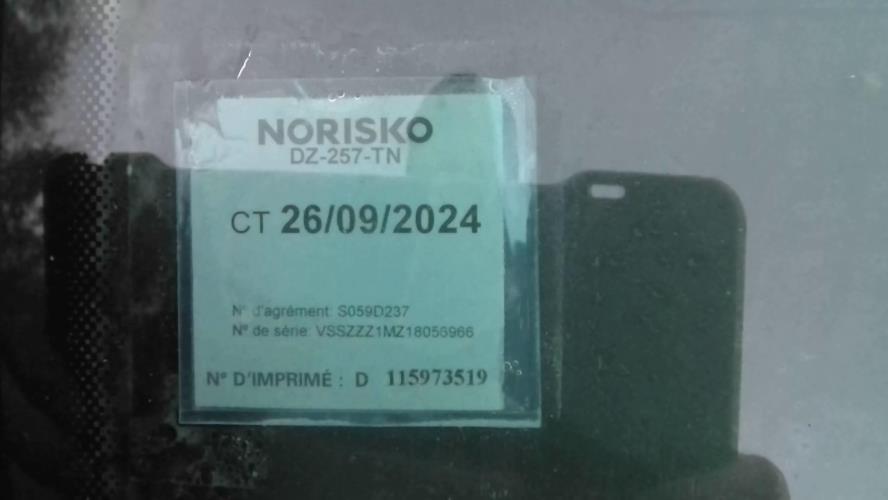 NORISKO
DZ-257-TN
CT 26/09/2024
N° d'agrément: S059D237
N° de série: VSSZZZ1MZ18056966
N° D'IMPRIMÉ : D 115973519